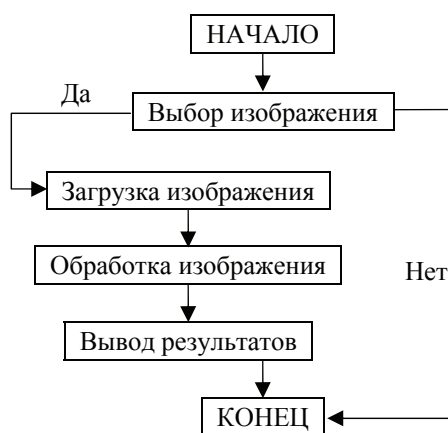 НАЧАЛО
Да
Выбор изображения
Загрузка изображения
Обработка изображения
Нет
Вывод результатов
КОНЕЦ